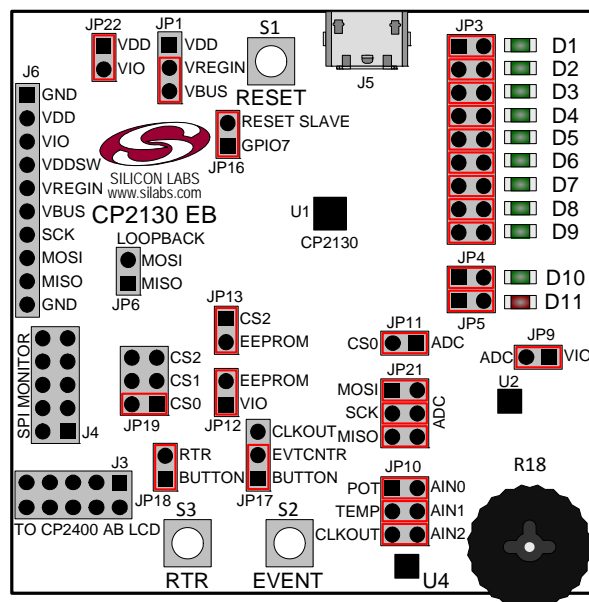 JP22
VDD
VIO
JP1
VDD
VREGIN
VBUS
S1
RESET
J5
JP3
D1
D2
D3
D4
D5
D6
D7
D8
D9
J6
GND
VDD
VIO
VDDSW
VREGIN
VBUS
SCK
MOSI
MISO
GND
SILICON LABS
www.silabs.com
CP2130 EB
RESET SLAVE
GPIO7
JP16
U1
CP2130
LOOPBACK
MOSI
MISO
JP6
JP4
D10
D11
JP5
JP13
CS2
EEPROM
JP11
CS0
ADC
JP9
ADC
VIO
U2
SPI MONITOR
J4
CS2
CS1
CS0
JP19
EEPROM
VIO
JP12
JP21
MOSI
SCK
MISO
ADC
CLKOUT
EVTCNTR
BUTTON
JP17
RTR
BUTTON
JP18
J3
TO CP2400 AB LCD
S3
RTR
S2
EVENT
JP10
POT
AIN0
TEMP
AIN1
CLKOUT
AIN2
U4
R18